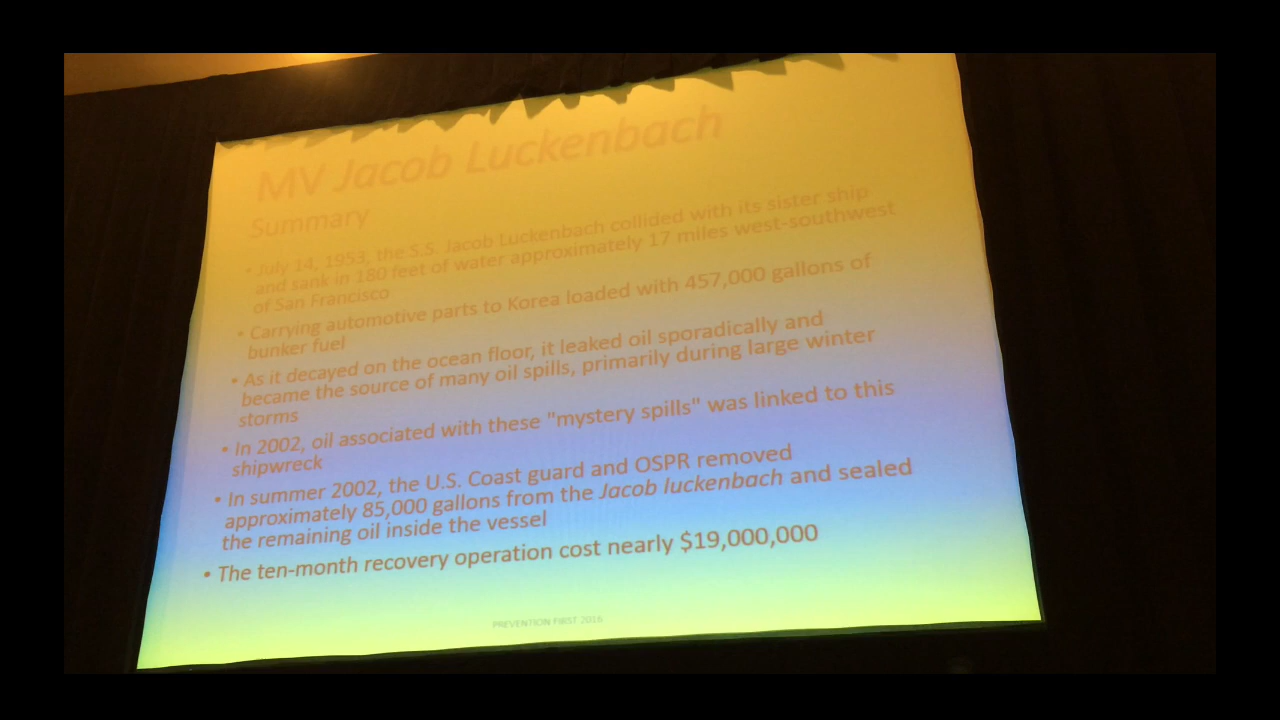 MV Jacob Luckenbach
Summary
• July 14, 1953, the S.S. Jacob Luckenbach collided with its sister ship
and sank in 180 feet of water approximately 17 miles west-southwest
of San Francisco
• Carrying automotive parts to Korea loaded with 457,000 gallons of
bunker fuel
• As it decayed on the ocean floor, it leaked oil sporadically and
became the source of many oil spills, primarily during large winter
storms
• In 2002, oil associated with these "mystery spills" was linked to this
shipwreck
• In summer 2002, the U.S. Coast guard and OSPR removed
approximately 85,000 gallons from the Jacob luckenbach and sealed
the remaining oil inside the vessel
• The ten-month recovery operation cost nearly $19,000,000
PREVENTION FIRST 2016